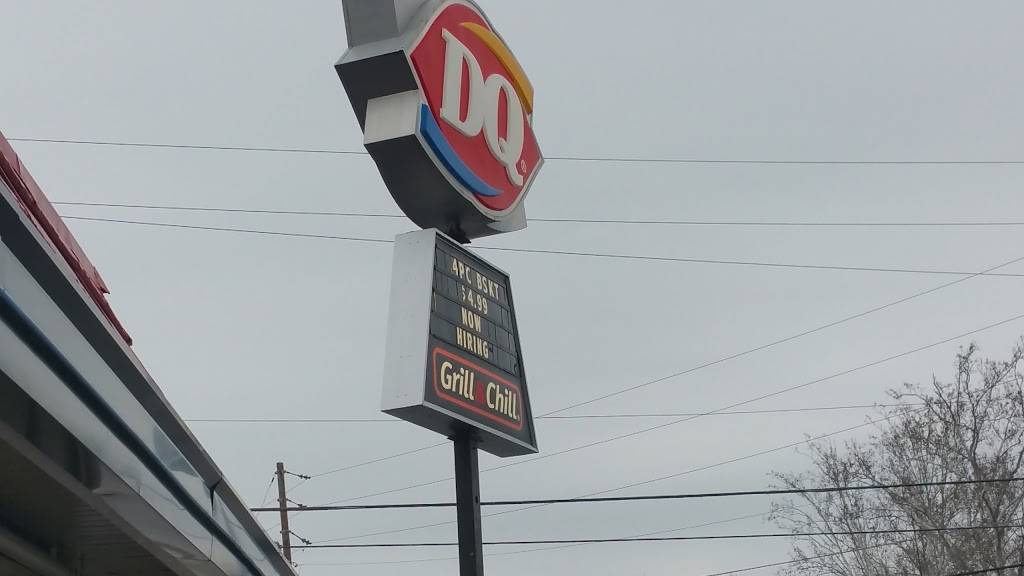 DQ
4PC BSKT
$4.99
NOW
HIRING
Grill & Chill